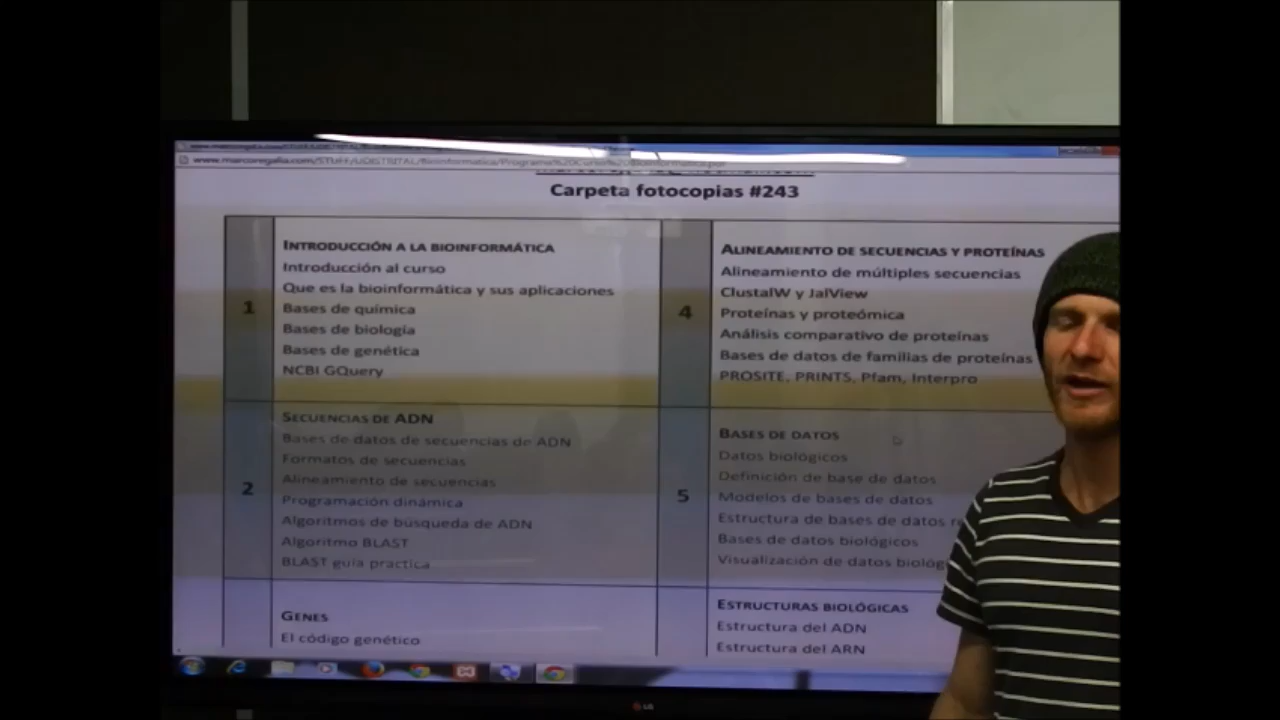 Carpeta fotocopias #243
1
INTRODUCCIÓN A LA BIOINFORMÁTICA
Introducción al curso
Que es la bioinformática y sus aplicaciones
Bases de química
Bases de biología
Bases de genética
NCBI GQuery
4
ALINEAMIENTO DE SECUENCIAS Y PROTEÍNAS
Alineamiento de múltiples secuencias
ClustalW y JalView
Proteínas y proteómica
Análisis comparativo de proteínas
Bases de datos de familias de proteínas
PROSITE, PRINTS, Pfam, Interpro
2
SECUENCIAS DE ADN
Bases de datos de secuencias de ADN
Formatos de secuencias
Alineamiento de secuencias
Programación dinámica
Algoritmos de búsqueda de ADN
Algoritmo BLAST
BLAST guia practica
5
BASES DE DATOS
Datos biológicos
Definición de base de datos
Modelos de bases de datos
Estructura de bases de datos
Bases de datos biológicos
Visualización de datos
GENES
El código genético
ESTRUCTURAS BIOLÓGICAS
Estructura del ADN
Estructura del ARN
LG